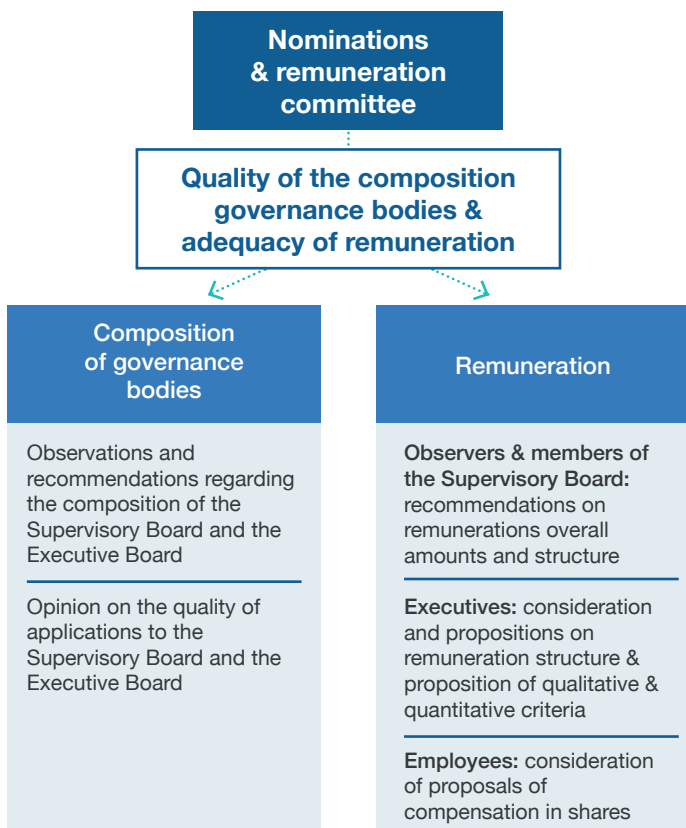 Nominations
& remuneration
committee
Quality of the composition
governance bodies &
adequacy of remuneration
Composition
of governance
bodies
Observations and
recommendations regarding
the composition of the
Supervisory Board and the
Executive Board
Opinion on the quality of
applications to the
Supervisory Board and the
Executive Board
Remuneration
Observers & members of
the Supervisory Board:
recommendations on
remunerations overall
amounts and structure
Executives: consideration
and propositions on
remuneration structure &
proposition of qualitative &
quantitative criteria
Employees: consideration
of proposals of
compensation in shares